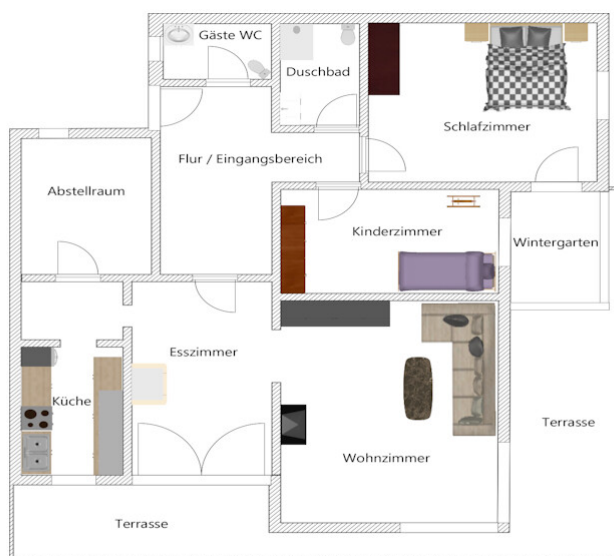 Gäste WC
Duschbad
Schlafzimmer
Flur / Eingangsbereich
Abstellraum
Kinderzimmer
Wintergarten
Esszimmer
Küche
Terrasse
Wohnzimmer
Terrasse